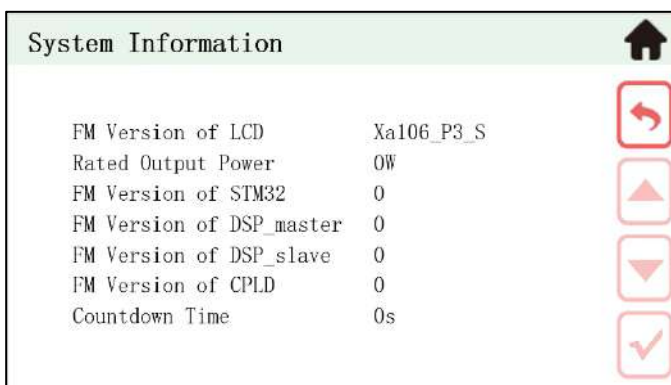 System Information
FM Version of LCD Xa106_P3_S
Rated Output Power 0W
FM Version of STM32 0
FM Version of DSP_master 0
FM Version of DSP_slave 0
FM Version of CPLD 0
Countdown Time 0s